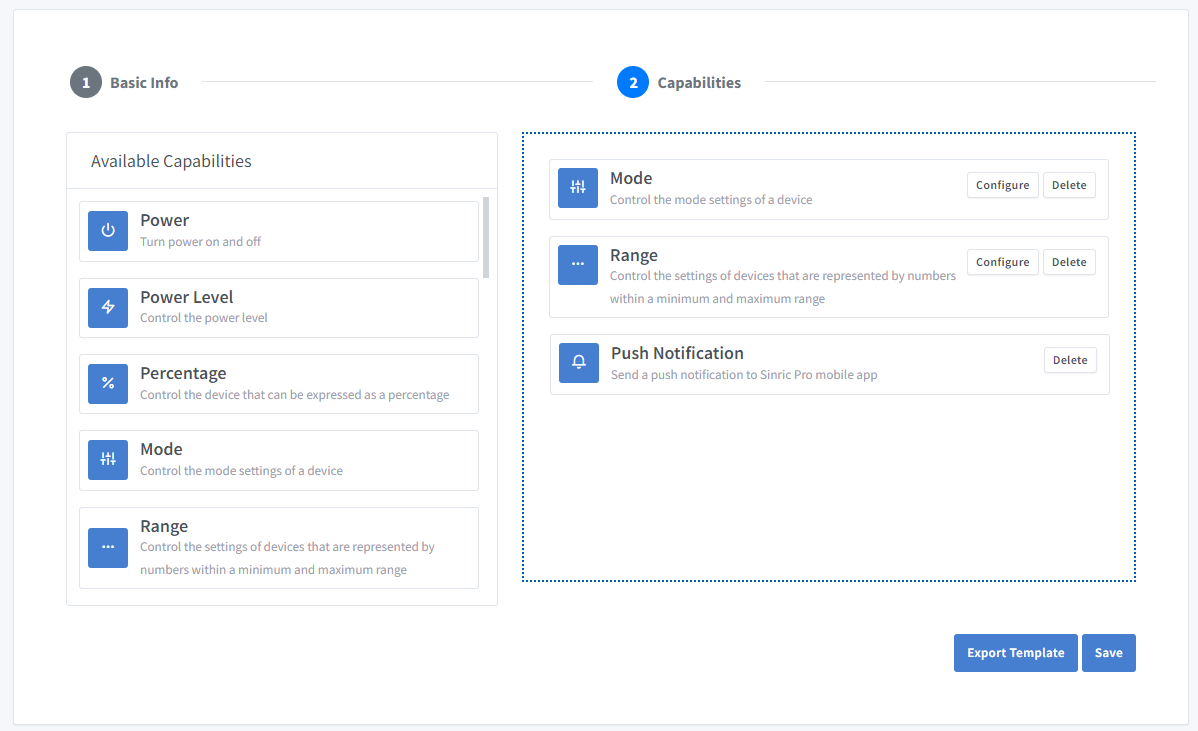 1 Basic Info
2 Capabilities
Available Capabilities
Power
Turn power on and off
Power Level
Control the power level
Percentage
Control the device that can be expressed as a percentage
Mode
Control the mode settings of a device
Range
Control the settings of devices that are represented by
numbers within a minimum and maximum range
Mode
Control the mode settings of a device
Configure Delete
Range
Control the settings of devices that are represented by numbers
within a minimum and maximum range
Configure Delete
Push Notification
Send a push notification to Sinric Pro mobile app
Delete
Export Template Save